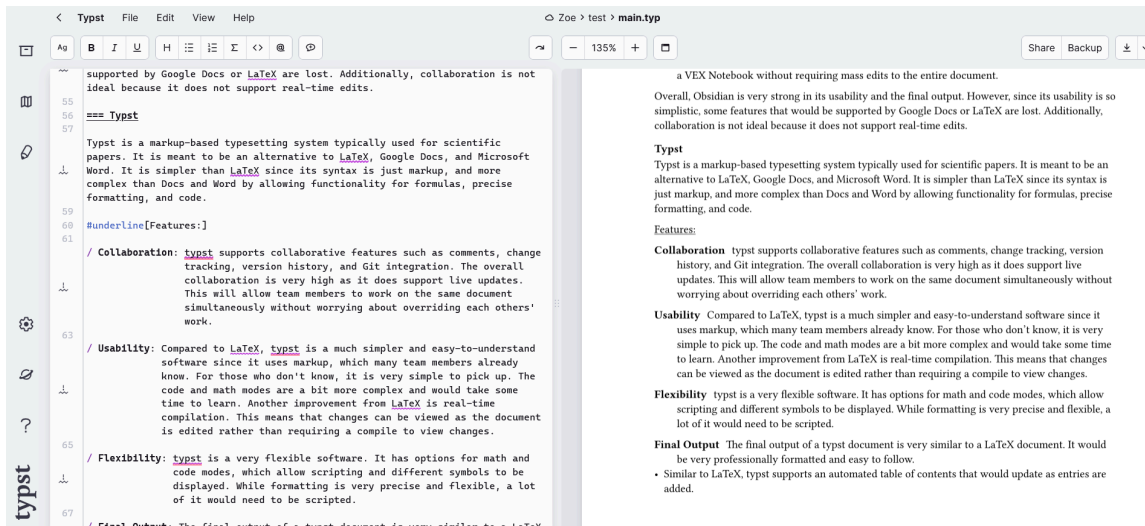 Typst File Edit View Help
Zoe > test > main.typ
Ag B I U H Σ <> @
135%
Share Backup
supported by Google Docs or LaTeX are lost. Additionally, collaboration is not
ideal because it does not support real-time edits.
55
56 === Typst
57
Typst is a markup-based typesetting system typically used for scientific
papers. It is meant to be an alternative to LaTeX, Google Docs, and Microsoft
Word. It is simpler than LaTeX since its syntax is just markup, and more
complex than Docs and Word by allowing functionality for formulas, precise
formatting, and code.
59
60 #underline[Features:]
61
/ Collaboration: typst supports collaborative features such as comments, change
tracking, version history, and Git integration. The overall
collaboration is very high as it does support live updates.
This will allow team members to work on the same document
simultaneously without worrying about overriding each others'
work.
63
/ Usability: Compared to LaTeX, typst is a much simpler and easy-to-understand
software since it uses markup, which many team members already
know. For those who don't know, it is very simple to pick up. The
code and math modes are a bit more complex and would take some
time to learn. Another improvement from LaTeX is real-time
compilation. This means that changes can be viewed as the document
is edited rather than requiring a compile to view changes.
65
/ Flexibility: typst is a very flexible software. It has options for math and
code modes, which allow scripting and different symbols to be
displayed. While formatting is very precise and flexible, a lot
of it would need to be scripted.
67
/ Final Output: The final output of a typst document is very similar to a LaTeX
a VEX Notebook without requiring mass edits to the entire document.
Overall, Obsidian is very strong in its usability and the final output. However, since its usability is so
simplistic, some features that would be supported by Google Docs or LaTeX are lost. Additionally,
collaboration is not ideal because it does not support real-time edits.
Typst
Typst is a markup-based typesetting system typically used for scientific papers. It is meant to be an
alternative to LaTeX, Google Docs, and Microsoft Word. It is simpler than LaTeX since its syntax is
just markup, and more complex than Docs and Word by allowing functionality for formulas, precise
formatting, and code.
Features:
Collaboration typst supports collaborative features such as comments, change tracking, version
history, and Git integration. The overall collaboration is very high as it does support live
updates. This will allow team members to work on the same document simultaneously without
worrying about overriding each others' work.
Usability Compared to LaTeX, typst is a much simpler and easy-to-understand software since it
uses markup, which many team members already know. For those who don't know, it is very
simple to pick up. The code and math modes are a bit more complex and would take some time
to learn. Another improvement from LaTeX is real-time compilation. This means that changes
can be viewed as the document is edited rather than requiring a compile to view changes.
Flexibility typst is a very flexible software. It has options for math and code modes, which allow
scripting and different symbols to be displayed. While formatting is very precise and flexible, a
lot of it would need to be scripted.
Final Output The final output of a typst document is very similar to a LaTeX document. It would
be very professionally formatted and easy to follow.
• Similar to LaTeX, typst supports an automated table of contents that would update as entries are
added.
typst